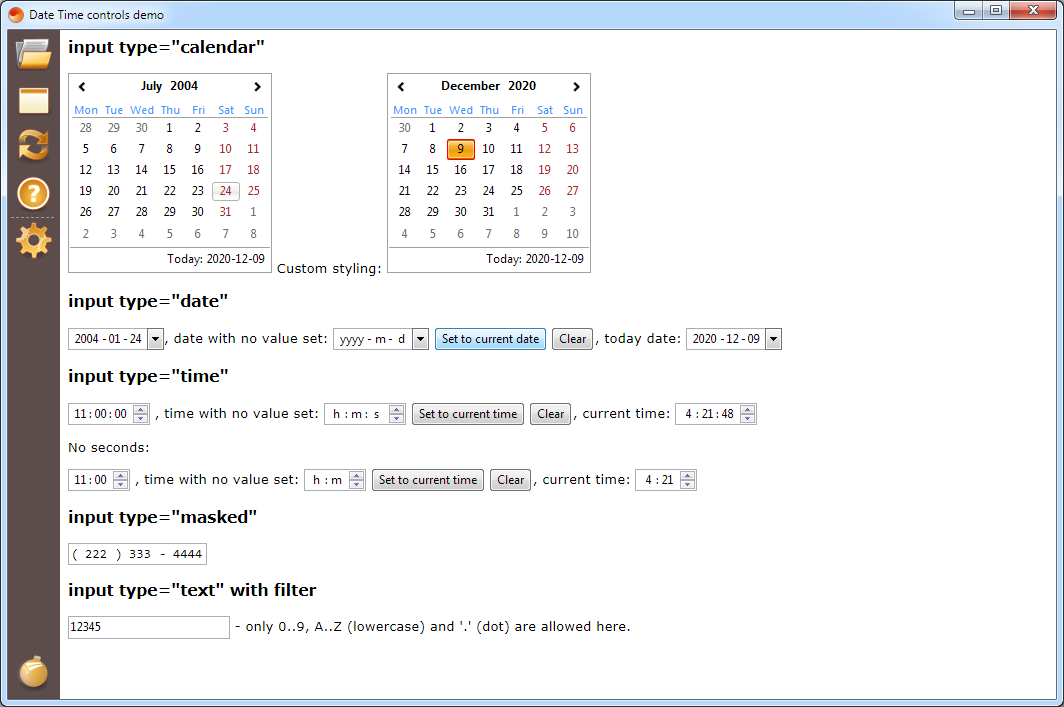 Date Time controls demo
input type="calendar"
July 2004
Mon Tue Wed Thu Fri Sat Sun
28 29 30 1 2 3 4
5 6 7 8 9 10 11
12 13 14 15 16 17 18
19 20 21 22 23 24 25
26 27 28 29 30 31 1
2 3 4 5 6 7 8
Today: 2020-12-09
Custom styling:
December 2020
Mon Tue Wed Thu Fri Sat Sun
30 1 2 3 4 5 6
7 8 9 10 11 12 13
14 15 16 17 18 19 20
21 22 23 24 25 26 27
28 29 30 31 1 2 3
4 5 6 7 8 9 10
Today: 2020-12-09
input type="date"
2004-01-24 , date with no value set: yyyy-m-d Set to current date Clear , today date: 2020-12-09
input type="time"
11:00:00 , time with no value set: h:m:s Set to current time Clear , current time: 4:21:48
No seconds:
11:00 , time with no value set: h:m Set to current time Clear , current time: 4:21
input type="masked"
( 222 ) 333 - 4444
input type="text" with filter
12345 - only 0..9, A..Z (lowercase) and '.' (dot) are allowed here.